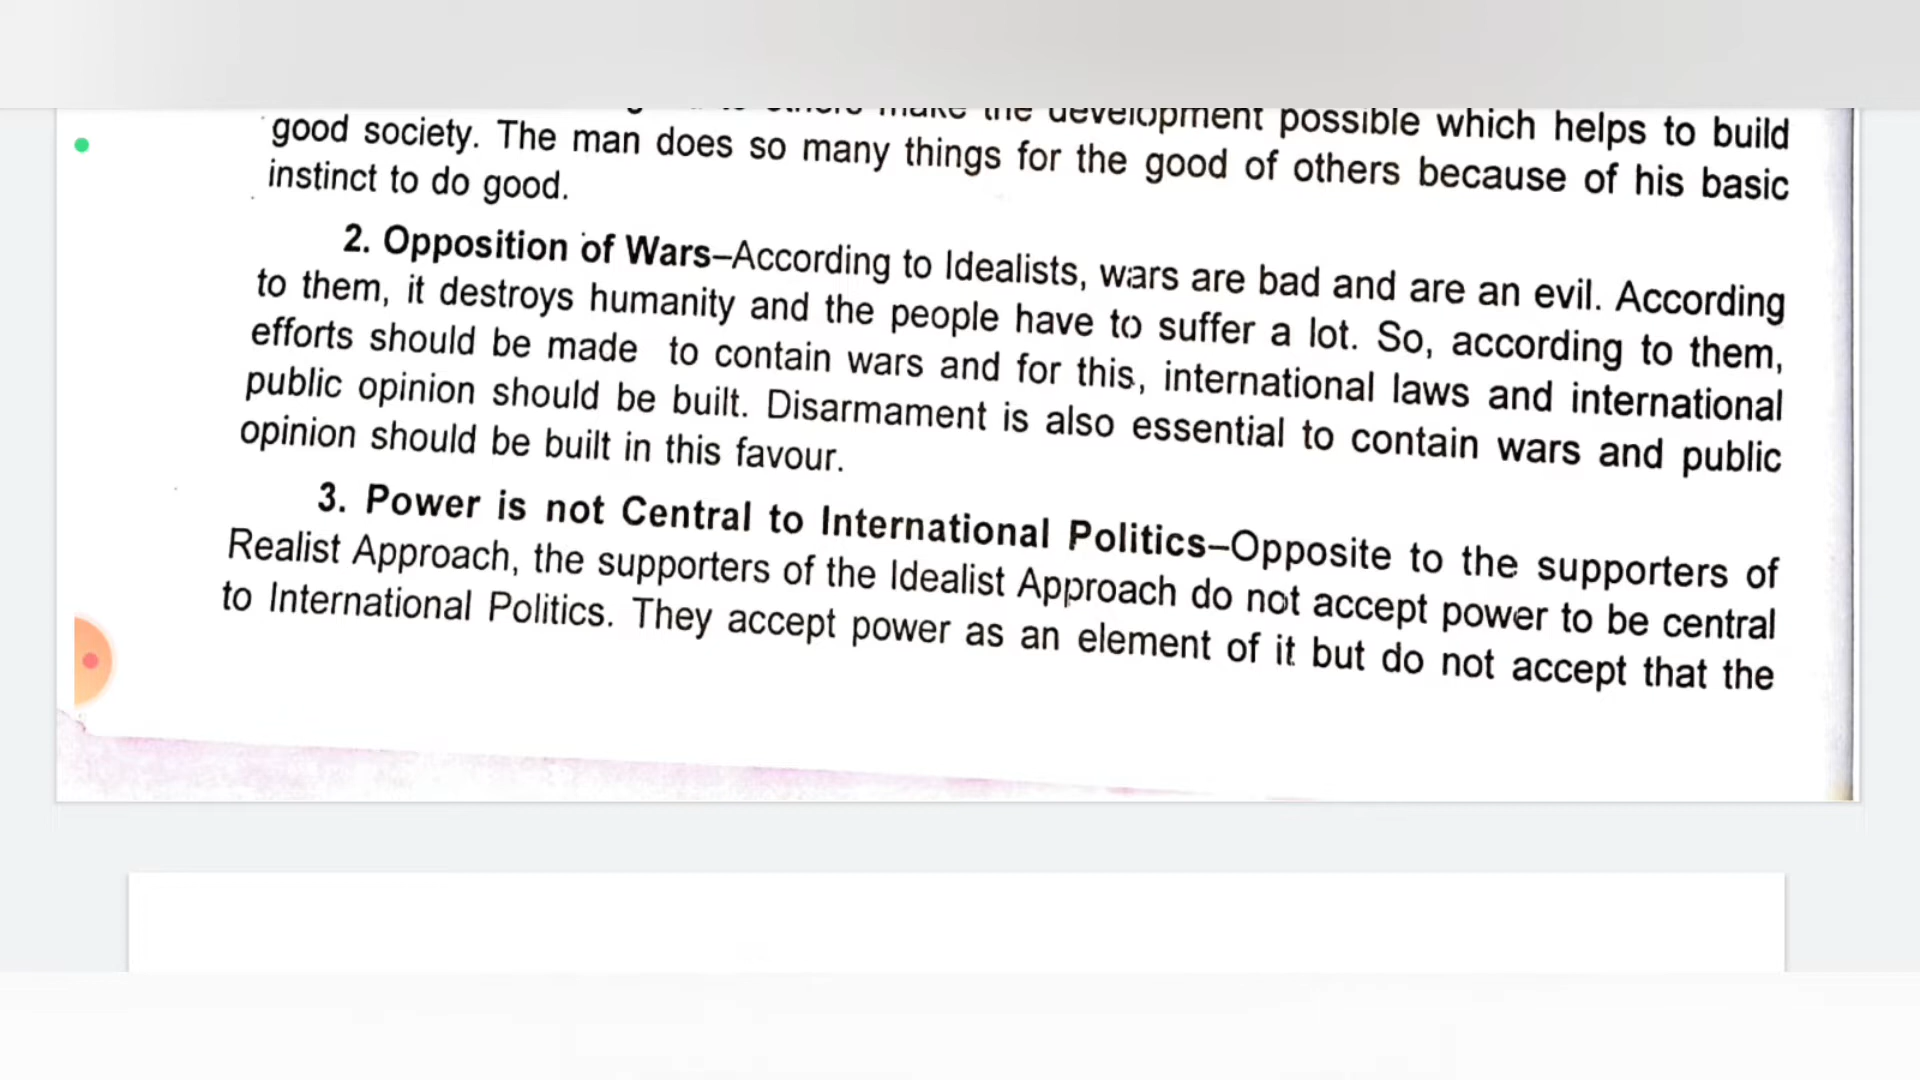 others make the development possible which helps to build
good society. The man does so many things for the good of others because of his basic
instinct to do good.
2. Opposition of Wars–According to Idealists, wars are bad and are an evil. According
to them, it destroys humanity and the people have to suffer a lot. So, according to them,
efforts should be made to contain wars and for this, international laws and international
public opinion should be built. Disarmament is also essential to contain wars and public
opinion should be built in this favour.
3. Power is not Central to International Politics–Opposite to the supporters of
Realist Approach, the supporters of the Idealist Approach do not accept power to be central
to International Politics. They accept power as an element of it but do not accept that the